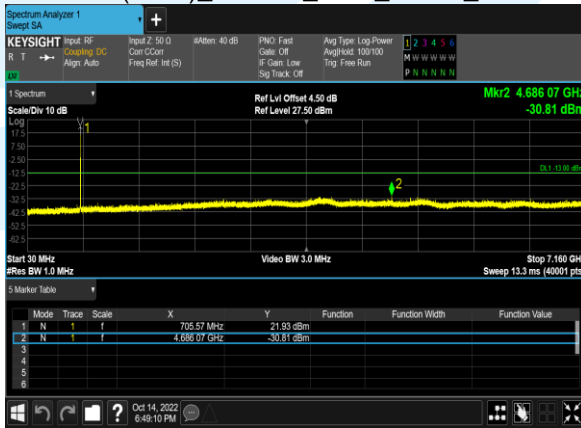 Spectrum Analyzer 1
Swept SA
KEYSIGHT Input: RF Input Z: 50 Ω #Atten: 40 dB PNO: Fast Avg Type: Log-Power 1 2 3 4 5 6
R T Coupling: DC Corr CCorr Gate: Off Avg|Hold: 100/100 M W W W W W
Align: Auto Freq Ref: Int (S) IF Gain: Low Trig: Free Run
Sig Track: Off P N N N N N
1 Spectrum Ref Lvl Offset 4.50 dB Mkr2 4.686 07 GHz
Scale/Div 10 dB Ref Level 27.50 dBm -30.81 dBm
Log
17.5
7.50
-2.50
-12.5
-22.5
-32.5
-42.5
-52.5
-62.5
1
DL1 -13.00 dBm
2
Start 30 MHz Video BW 3.0 MHz Stop 7.160 GH
#Res BW 1.0 MHz Sweep 13.3 ms (40001 pts
5 Marker Table
Mode Trace Scale X Y Function Function Width Function Value
1 N 1 f 705.57 MHz 21.93 dBm
2 N 1 f 4.686 07 GHz -30.81 dBm
3
4
5
6
? Oct 14, 2022
6:49:10 PM